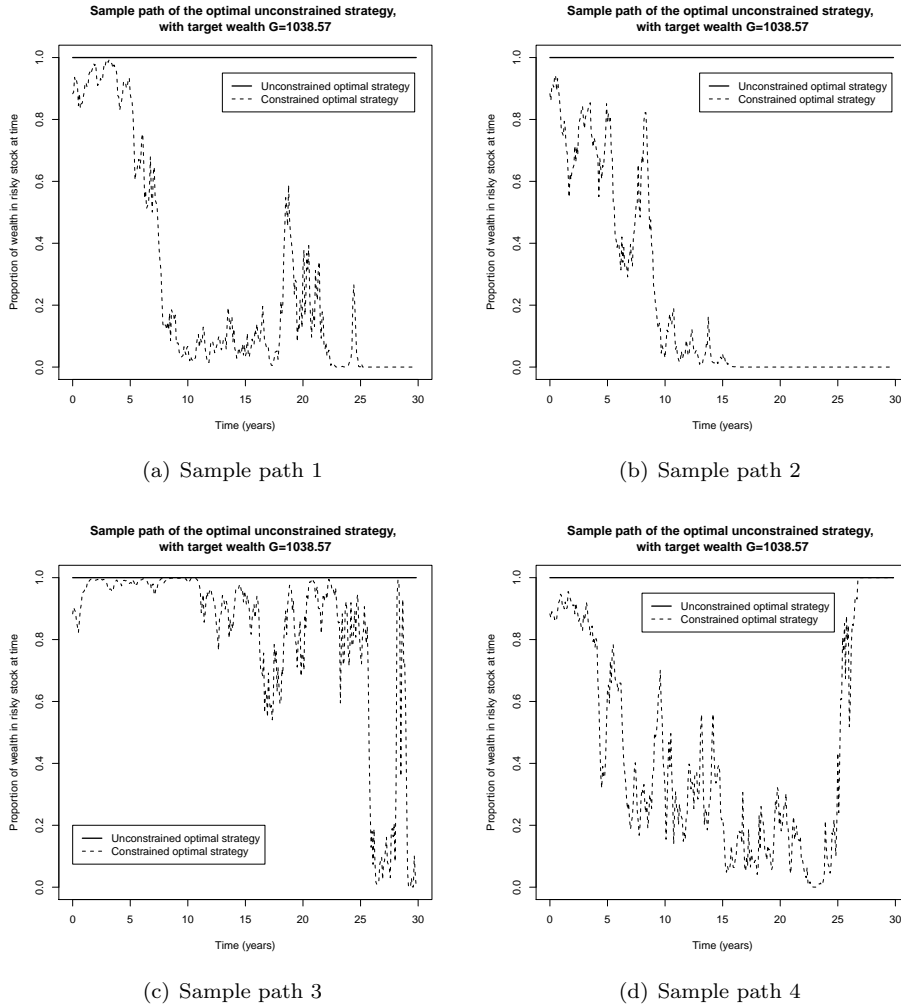 Sample path of the optimal unconstrained strategy,
with target wealth G=1038.57
Proportion of wealth in risky stock at time
1.0
0.8
0.6
0.4
0.2
0.0
Unconstrained optimal strategy
Constrained optimal strategy
0 5 10 15 20 25 30
Time (years)
(a) Sample path 1
Sample path of the optimal unconstrained strategy,
with target wealth G=1038.57
Proportion of wealth in risky stock at time
1.0
0.8
0.6
0.4
0.2
0.0
Unconstrained optimal strategy
Constrained optimal strategy
0 5 10 15 20 25 30
Time (years)
(b) Sample path 2
Sample path of the optimal unconstrained strategy,
with target wealth G=1038.57
Proportion of wealth in risky stock at time
1.0
0.8
0.6
0.4
0.2
0.0
Unconstrained optimal strategy
Constrained optimal strategy
0 5 10 15 20 25 30
Time (years)
(c) Sample path 3
Sample path of the optimal unconstrained strategy,
with target wealth G=1038.57
Proportion of wealth in risky stock at time
1.0
0.8
0.6
0.4
0.2
0.0
Unconstrained optimal strategy
Constrained optimal strategy
0 5 10 15 20 25 30
Time (years)
(d) Sample path 4